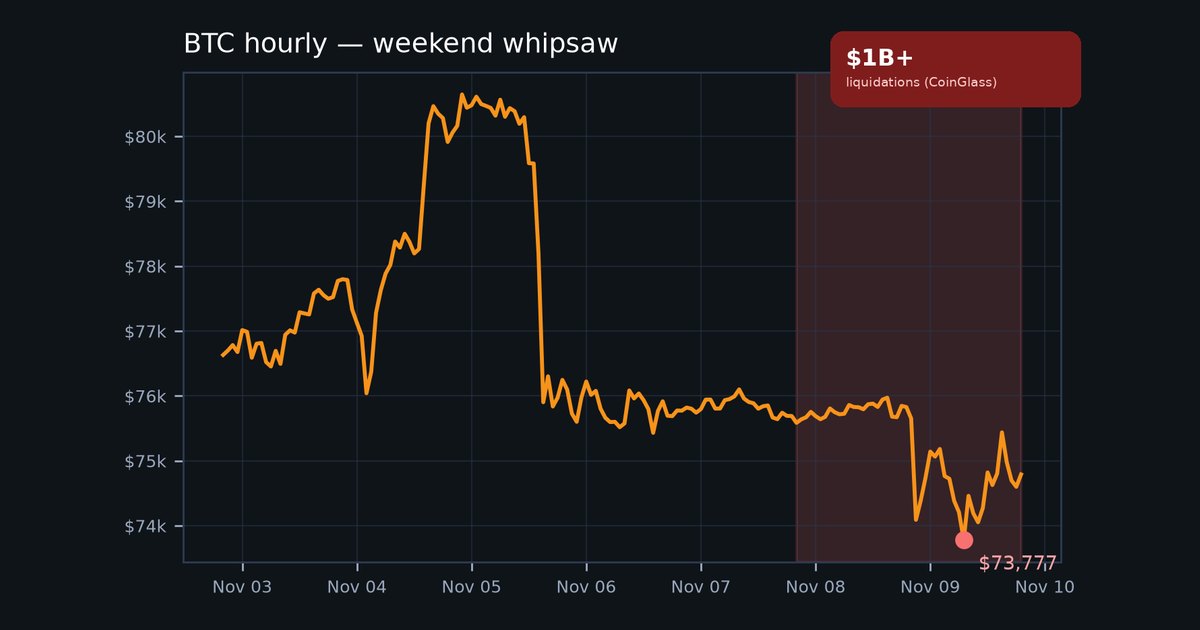 BTC hourly — weekend whipsaw
$1B+
liquidations (CoinGlass)
$80k
$79k
$78k
$77k
$76k
$75k
$74k
$73,777
Nov 03 Nov 04 Nov 05 Nov 06 Nov 07 Nov 08 Nov 09 Nov 10